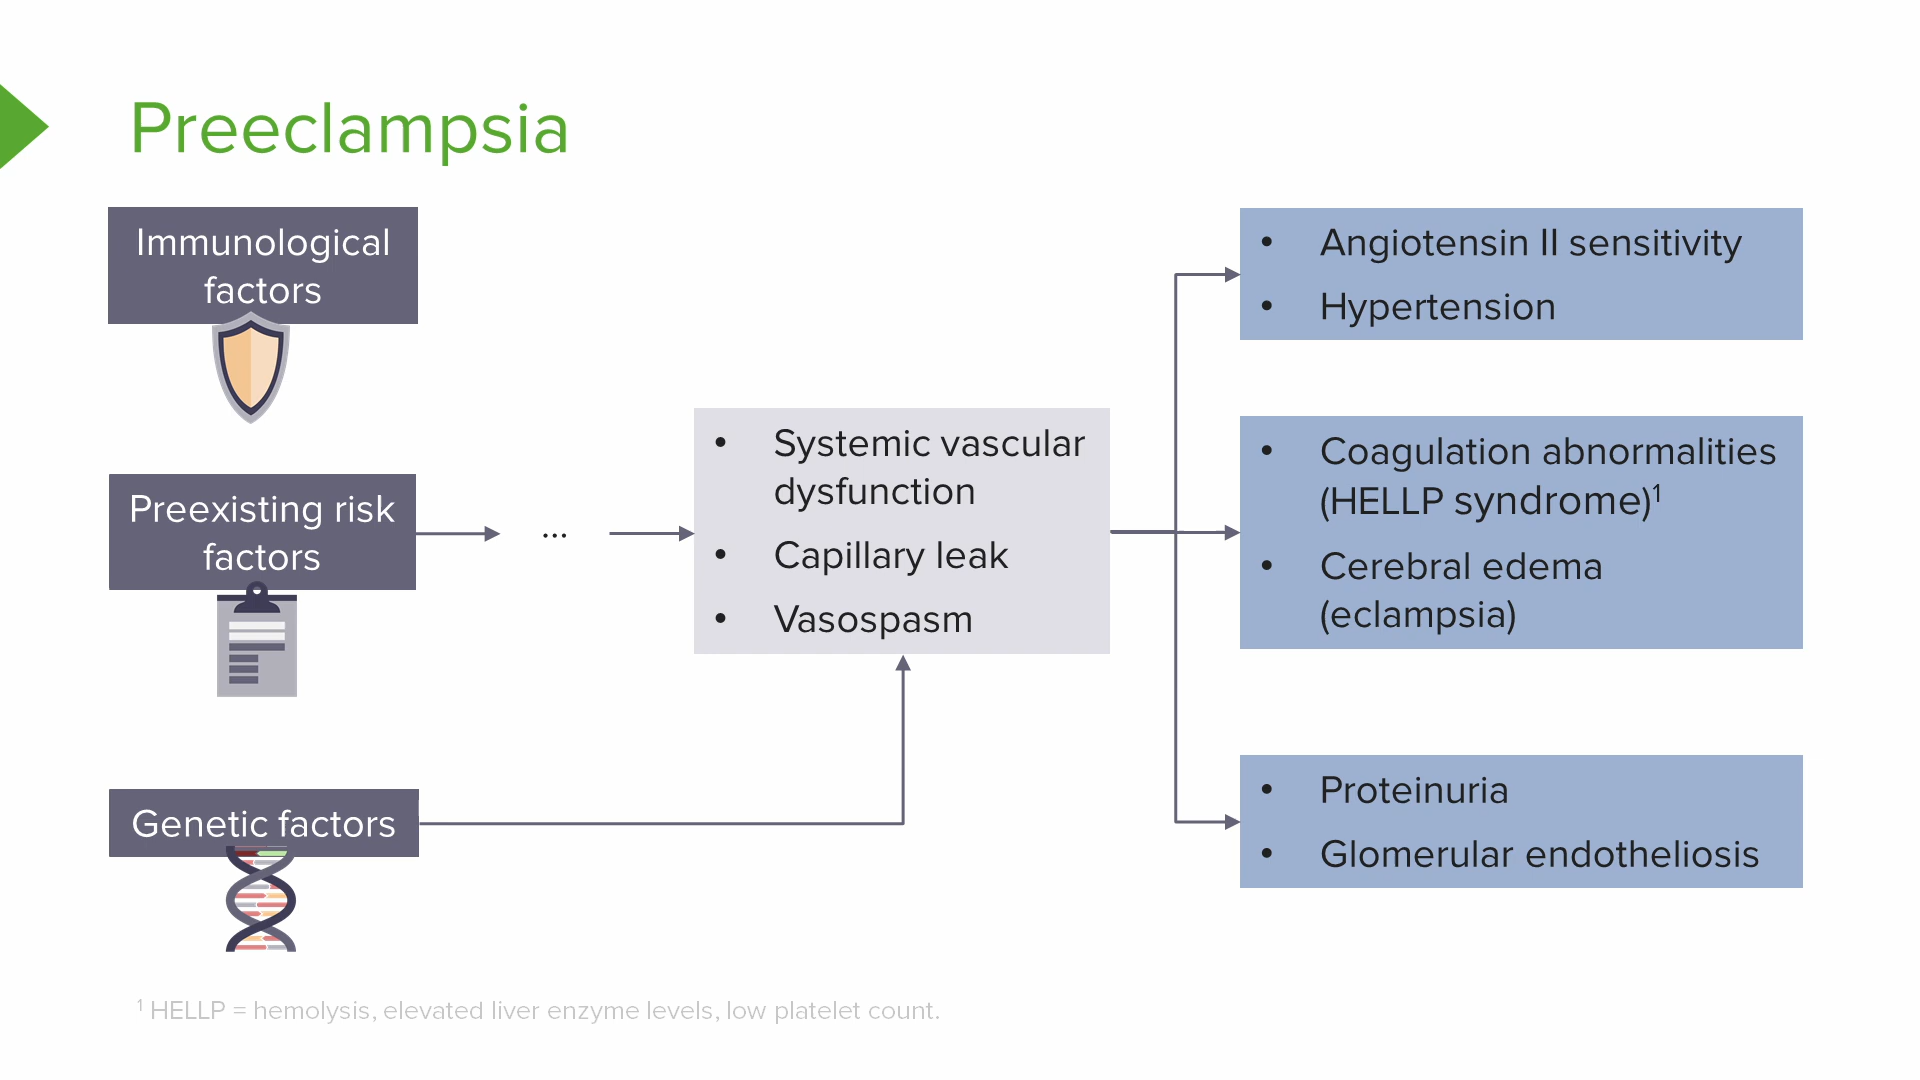 Preeclampsia
Immunological
factors
Preexisting risk
factors
...
Genetic factors
• Systemic vascular
dysfunction
• Capillary leak
• Vasospasm
• Angiotensin II sensitivity
• Hypertension
• Coagulation abnormalities
(HELLP syndrome)¹
• Cerebral edema
(eclampsia)
• Proteinuria
• Glomerular endotheliosis
¹ HELLP = hemolysis, elevated liver enzyme levels, low platelet count.